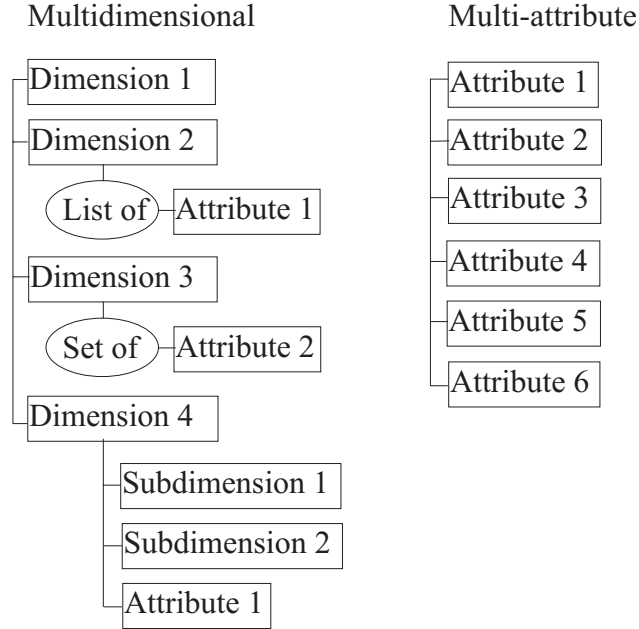 Multidimensional
Dimension 1
Dimension 2
List of
Attribute 1
Dimension 3
Set of
Attribute 2
Dimension 4
Subdimension 1
Subdimension 2
Attribute 1
Multi-attribute
Attribute 1
Attribute 2
Attribute 3
Attribute 4
Attribute 5
Attribute 6